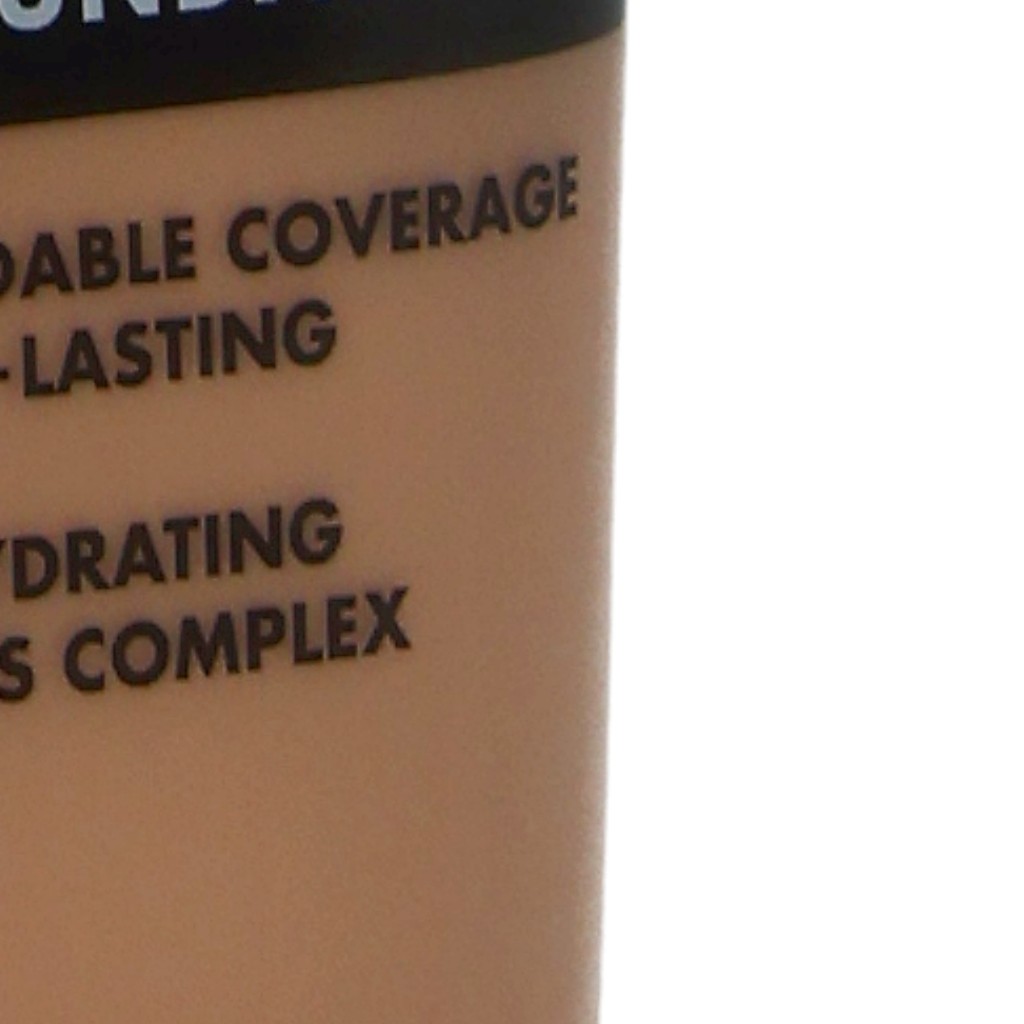 DABLE COVERAGE
-LASTING
YDRATING
S COMPLEX